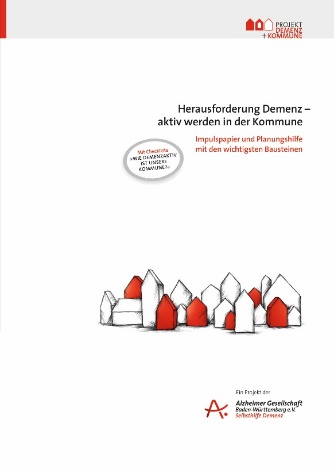 PROJEKT
DEMENZ
+KOMMUNE
Herausforderung Demenz –
aktiv werden in der Kommune
Impulspapier und Planungshilfe
mit den wichtigsten Bausteinen
Mit Checkliste
»WIE DEMENZAKTIV
IST UNSERE
KOMMUNE?«
Ein Projekt der
Alzheimer Gesellschaft
Baden-Württemberg e.V.
Selbsthilfe Demenz